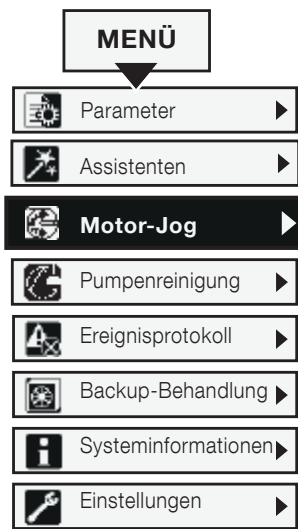 MENÜ
Parameter
Assistenten
Motor-Jog
Pumpenreinigung
Ereignisprotokoll
Backup-Behandlung
Systeminformationen
Einstellungen